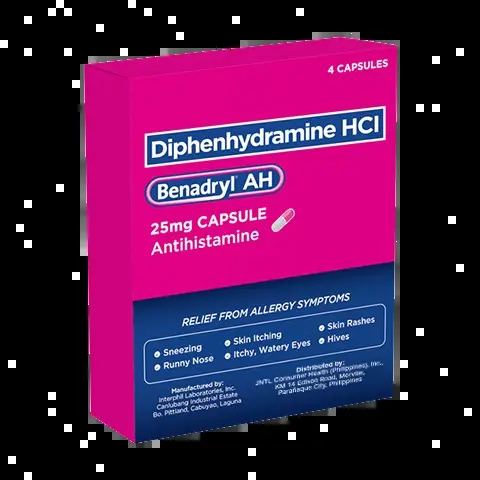 4 CAPSULES
Diphenhydramine HCl
Benadryl® AH
25mg CAPSULE
Antihistamine
RELIEF FROM ALLERGY SYMPTOMS
Sneezing
Runny Nose
Skin Itching
Itchy, Watery Eyes
Skin Rashes
Hives
Manufactured by:
Interphil Laboratories, Inc.
Canlubang Industrial Estate
Bo. Pittland, Cabuyao, Laguna
Distributed by:
JNTL Consumer Health (Philippines), Inc.,
KM 14 Edison Road, Merville,
Parañaque City, Philippines